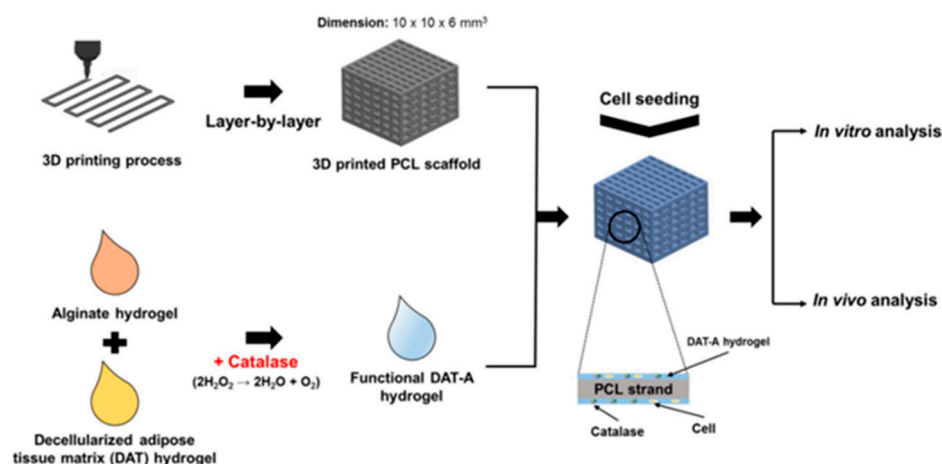 Dimension: 10 x 10 x 6 mm³
Layer-by-layer
3D printing process
3D printed PCL scaffold
Cell seeding
In vitro analysis
In vivo analysis
Alginate hydrogel
+ Catalase
(2H₂O₂ → 2H₂O + O₂)
Functional DAT-A
hydrogel
Decellularized adipose
tissue matrix (DAT) hydrogel
DAT-A hydrogel
PCL strand
Catalase
Cell